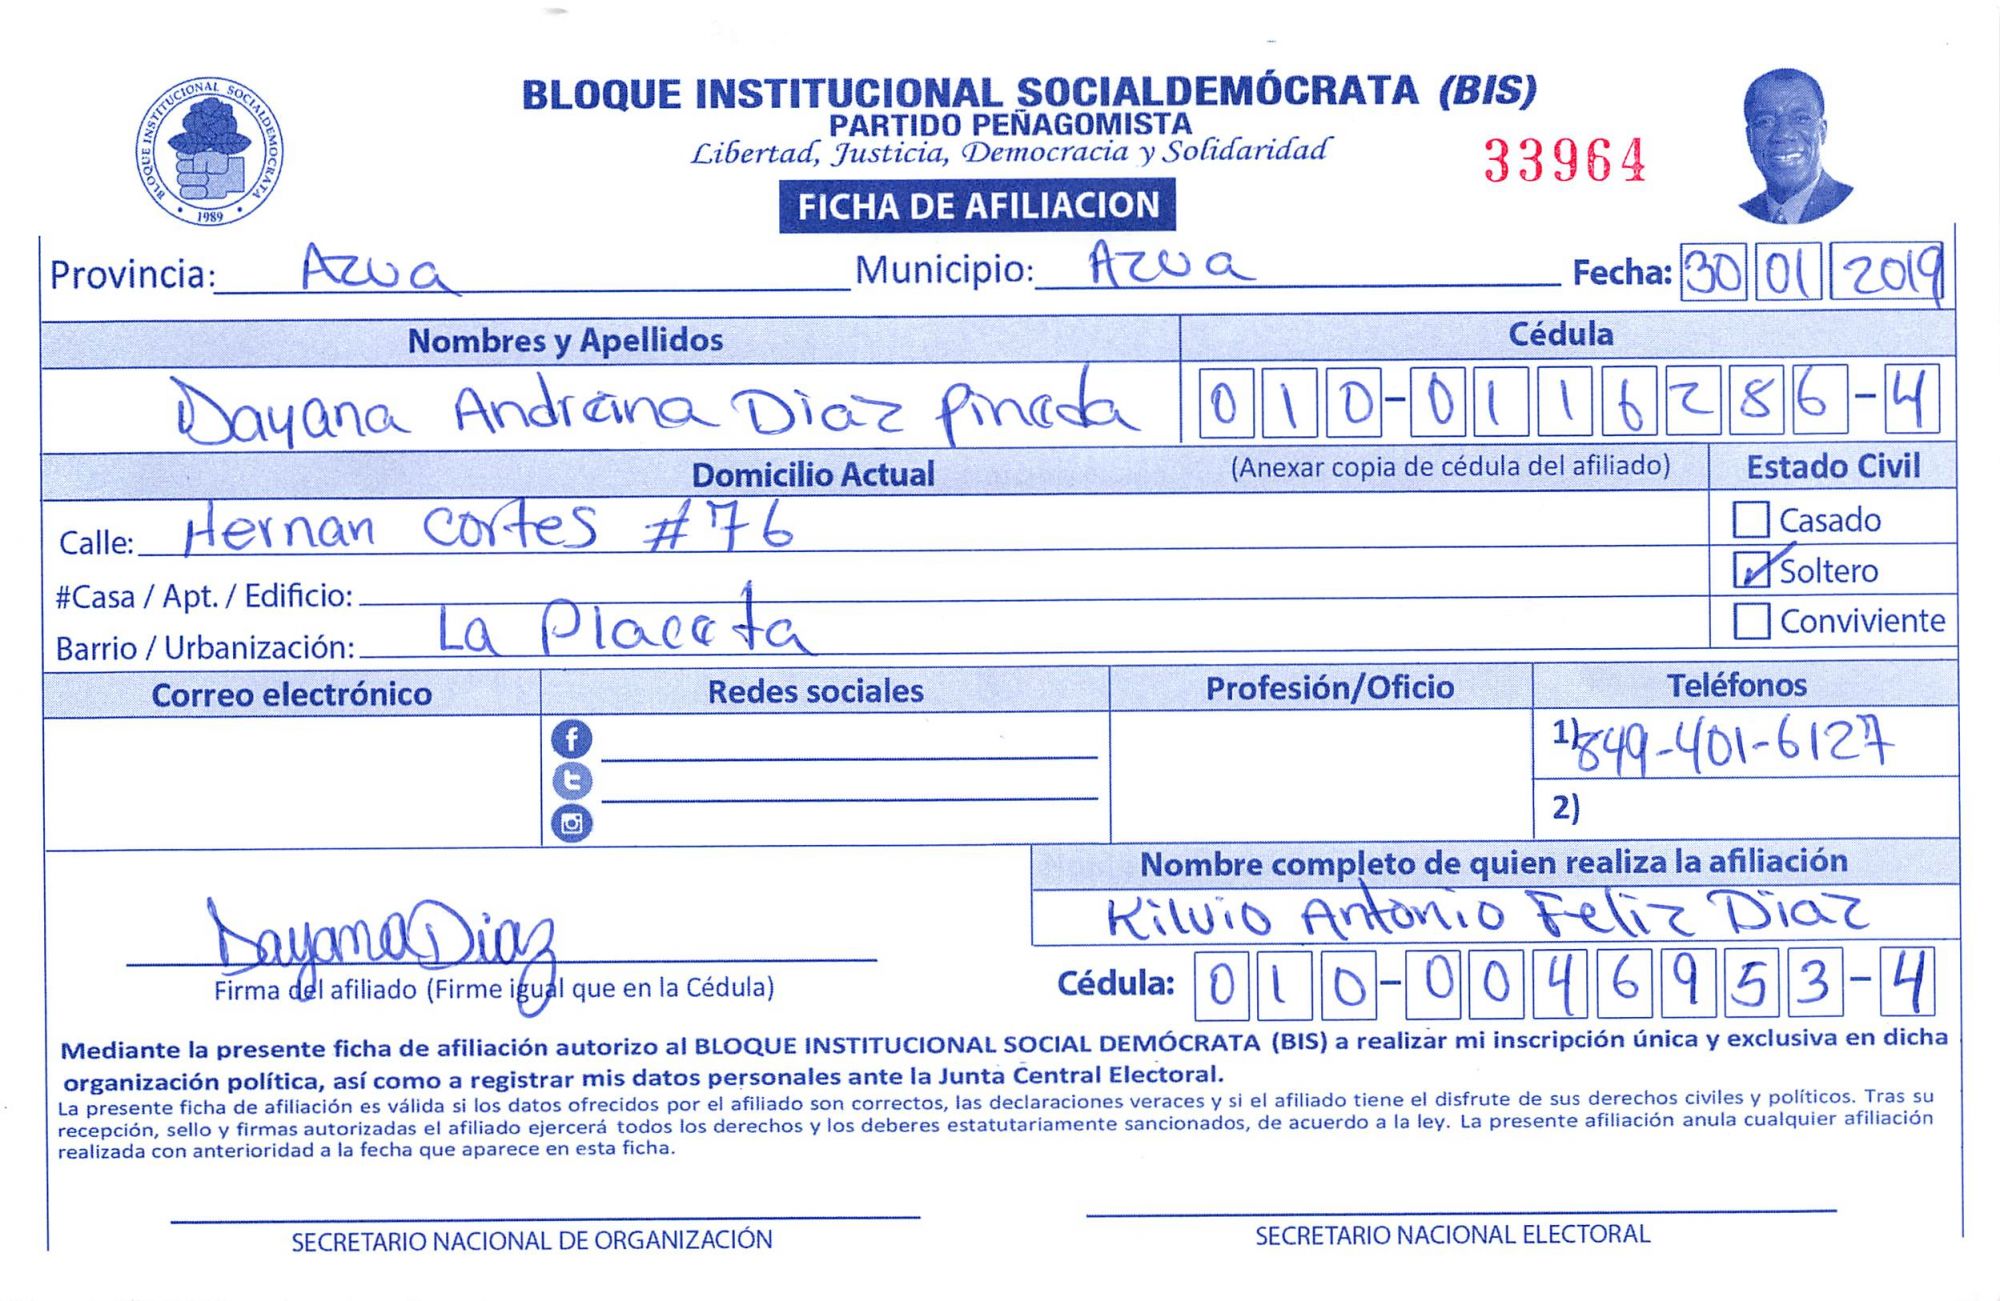 BLOQUE INSTITUCIONAL SOCIALDEMÓCRATA (BIS)
PARTIDO PEÑAGOMISTA
Libertad, Justicia, Democracia y Solidaridad
33964
BLOQUE INSTITUCIONAL SOCIALDEMOCRATA
1989
FICHA DE AFILIACION
Provincia: Azua Municipio: Azua Fecha: 30 01 2019
Nombres y Apellidos Cédula
Dayana Andreina Diaz Pineda 010-0116286-4
Domicilio Actual (Anexar copia de cédula del afiliado) Estado Civil
Calle: Hernan Cortes #76 Casado
#Casa / Apt. / Edificio: Soltero
Barrio / Urbanización: La Placeta Conviviente
Correo electrónico Redes sociales Profesión/Oficio Teléfonos
1) 849-401-6127
2)
Nombre completo de quien realiza la afiliación
Kilvio Antonio Feliz Diaz
Dayana Diaz
Firma del afiliado (Firme igual que en la Cédula) Cédula: 010-0046953-4
Mediante la presente ficha de afiliación autorizo al BLOQUE INSTITUCIONAL SOCIAL DEMÓCRATA (BIS) a realizar mi inscripción única y exclusiva en dicha
organización política, así como a registrar mis datos personales ante la Junta Central Electoral.
La presente ficha de afiliación es válida si los datos ofrecidos por el afiliado son correctos, las declaraciones veraces y si el afiliado tiene el disfrute de sus derechos civiles y políticos. Tras su
recepción, sello y firmas autorizadas el afiliado ejercerá todos los derechos y los deberes estatutariamente sancionados, de acuerdo a la ley. La presente afiliación anula cualquier afiliación
realizada con anterioridad a la fecha que aparece en esta ficha.
SECRETARIO NACIONAL DE ORGANIZACIÓN SECRETARIO NACIONAL ELECTORAL